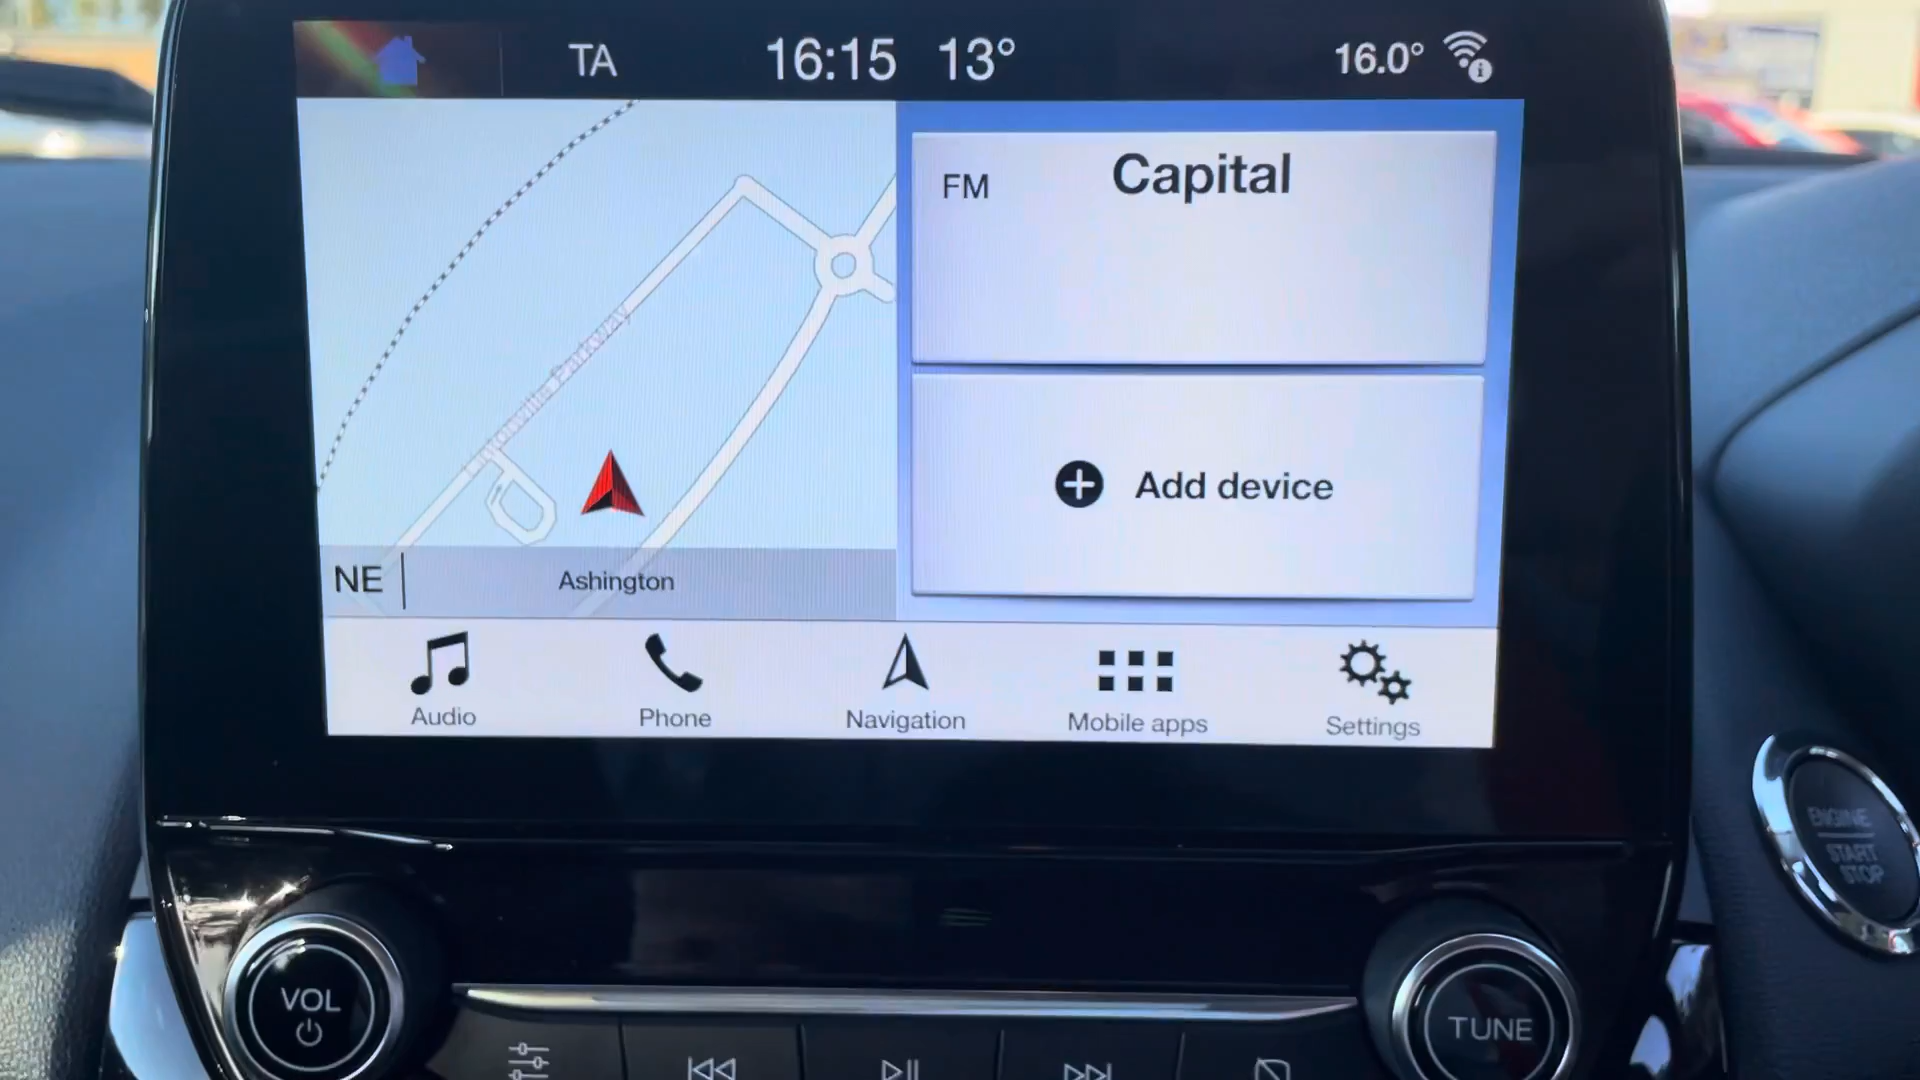 TA 16:15 13° 16.0°
FM Capital
Add device
NE Ashington
Audio Phone Navigation Mobile apps Settings
ENGINE
START
STOP
VOL
TUNE